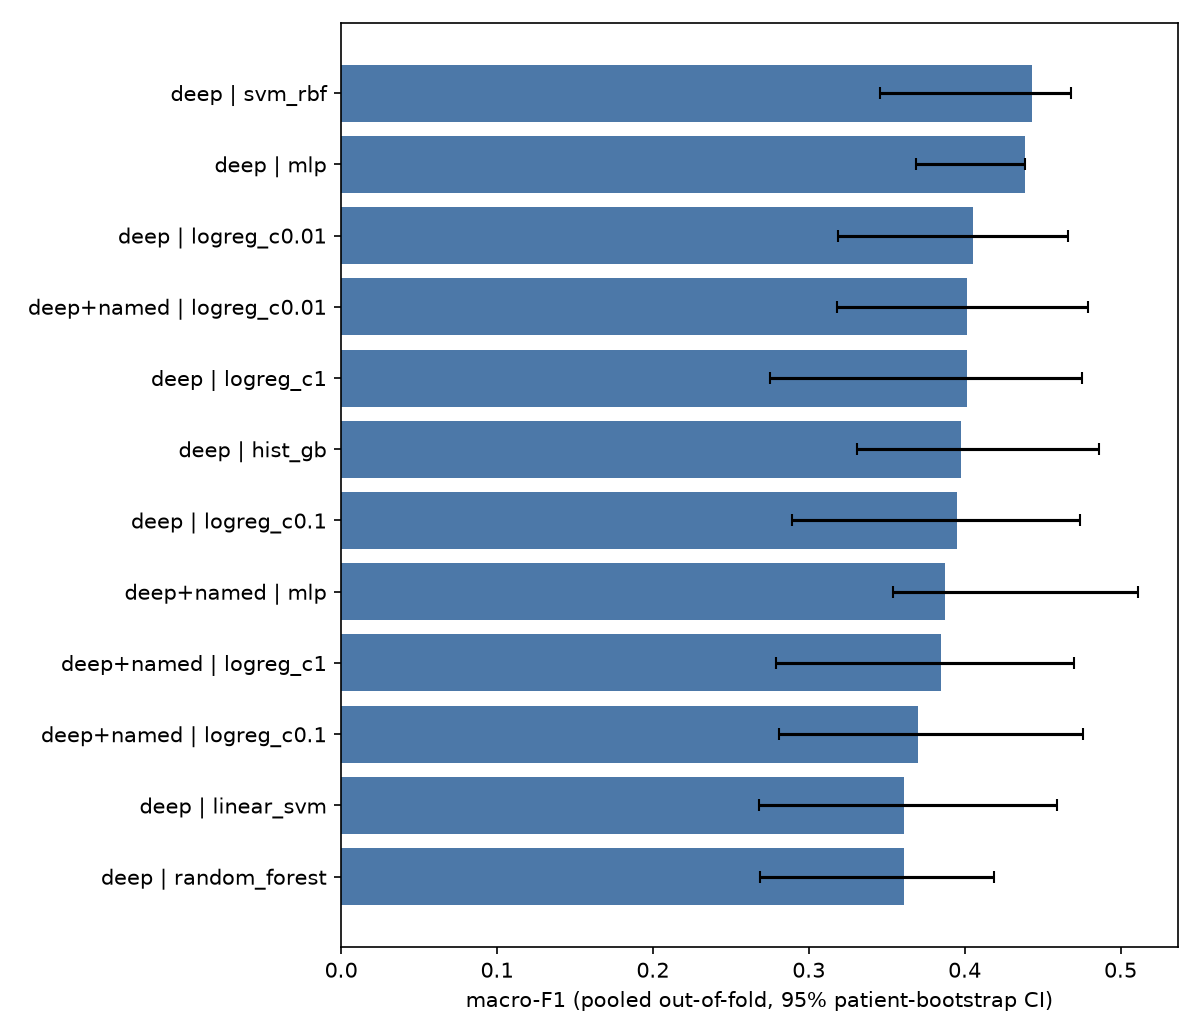 deep | svm_rbf
deep | mlp
deep | logreg_c0.01
deep+named | logreg_c0.01
deep | logreg_c1
deep | hist_gb
deep | logreg_c0.1
deep+named | mlp
deep+named | logreg_c1
deep+named | logreg_c0.1
deep | linear_svm
deep | random_forest
0.0 0.1 0.2 0.3 0.4 0.5
macro-F1 (pooled out-of-fold, 95% patient-bootstrap CI)